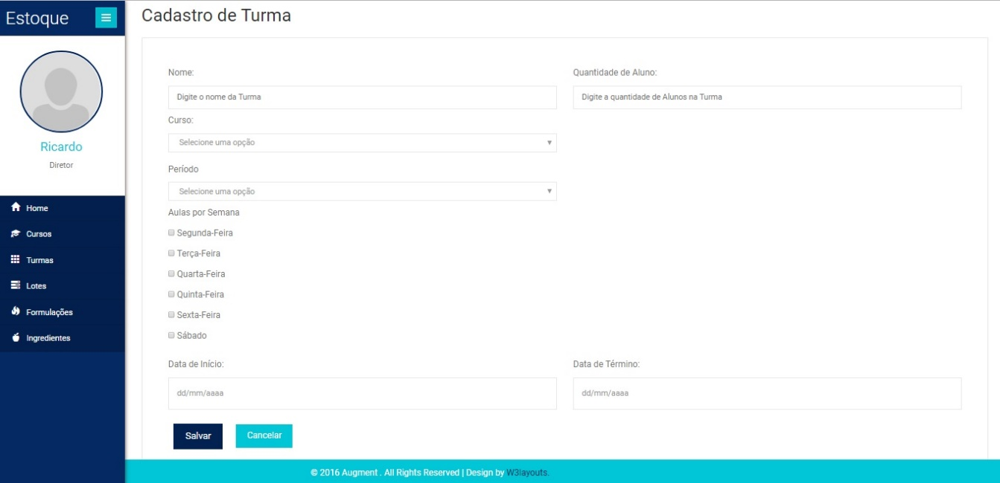 Estoque
Ricardo
Diretor
Home
Cursos
Turmas
Lotes
Formulações
Ingredientes
Cadastro de Turma
Nome:
Quantidade de Aluno:
Digite o nome da Turma
Digite a quantidade de Alunos na Turma
Curso:
Selecione uma opção
Período
Selecione uma opção
Aulas por Semana
Segunda-Feira
Terça-Feira
Quarta-Feira
Quinta-Feira
Sexta-Feira
Sábado
Data de Início:
Data de Término:
dd/mm/aaaa
dd/mm/aaaa
Salvar
Cancelar
© 2016 Augment . All Rights Reserved | Design by W3layouts.